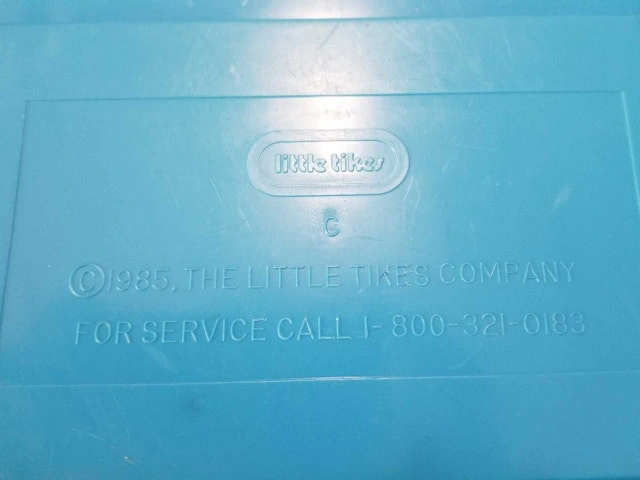 little tikes
C
©1985, THE LITTLE TIKES COMPANY
FOR SERVICE CALL 1-800-321-0183